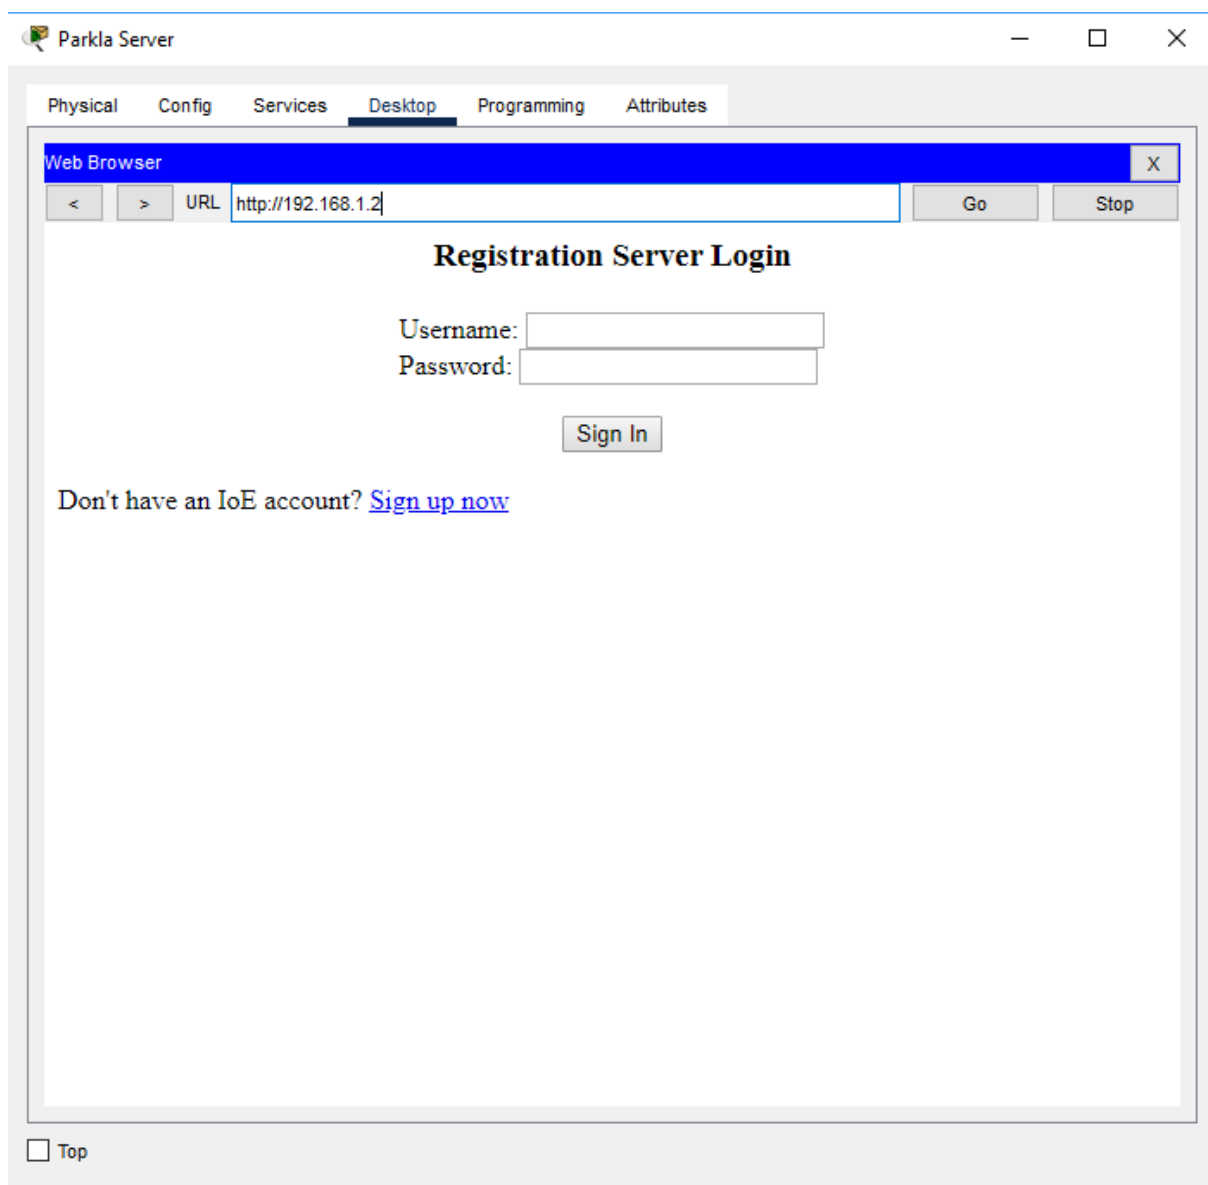 Parkla Server
Physical Config Services Desktop Programming Attributes
Web Browser X
< > URL http://192.168.1.2 Go Stop
Registration Server Login
Username:
Password:
Sign In
Don't have an IoE account? Sign up now
Top